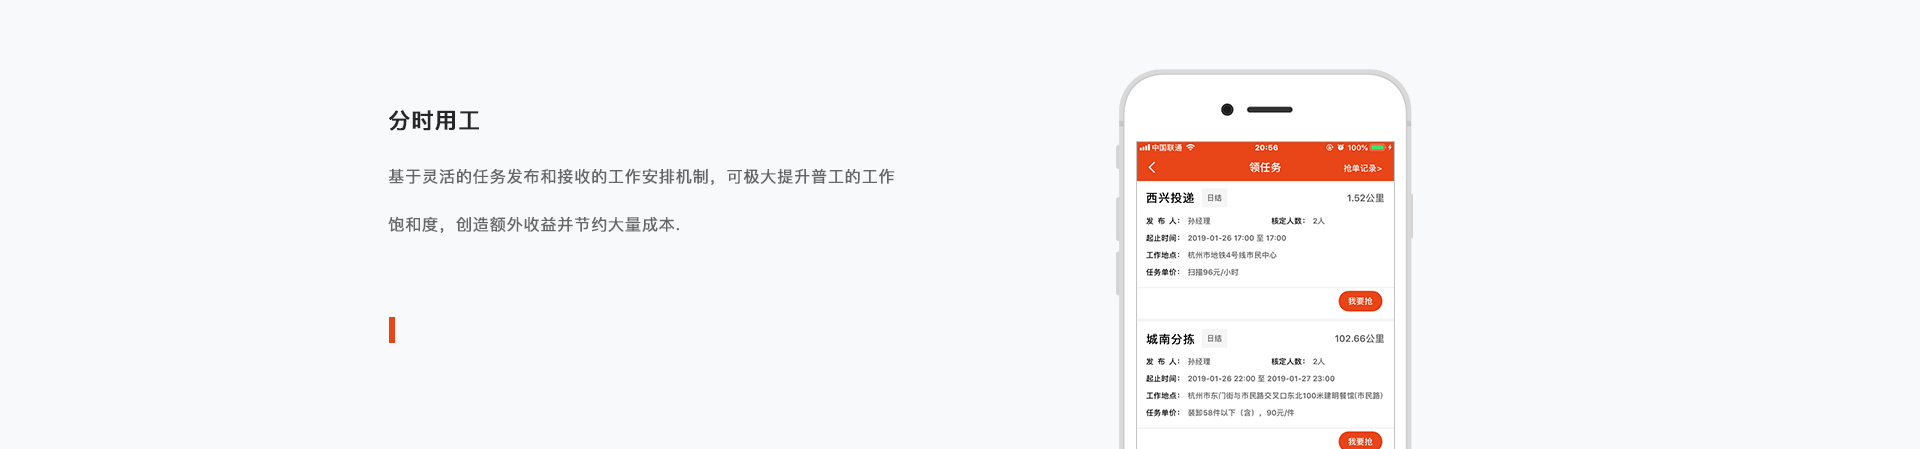 分时用工
基于灵活的任务发布和接收的工作安排机制，可极大提升普工的工作
饱和度，创造额外收益并节约大量成本.
中国联通 20:56 100%
领任务 抢单记录>
西兴投递 日结 1.52公里
发 布 人： 孙经理 核定人数： 2人
起止时间： 2019-01-26 17:00 至 17:00
工作地点： 杭州市地铁4号线市民中心
任务单价： 扫描96元/小时
我要抢
城南分拣 日结 102.66公里
发 布 人： 孙经理 核定人数： 2人
起止时间： 2019-01-26 22:00 至 2019-01-27 23:00
工作地点： 杭州市东门街与市民路交叉口东北100米建明餐馆(市民路)
任务单价： 装卸58件以下（含），90元/件
我要抢